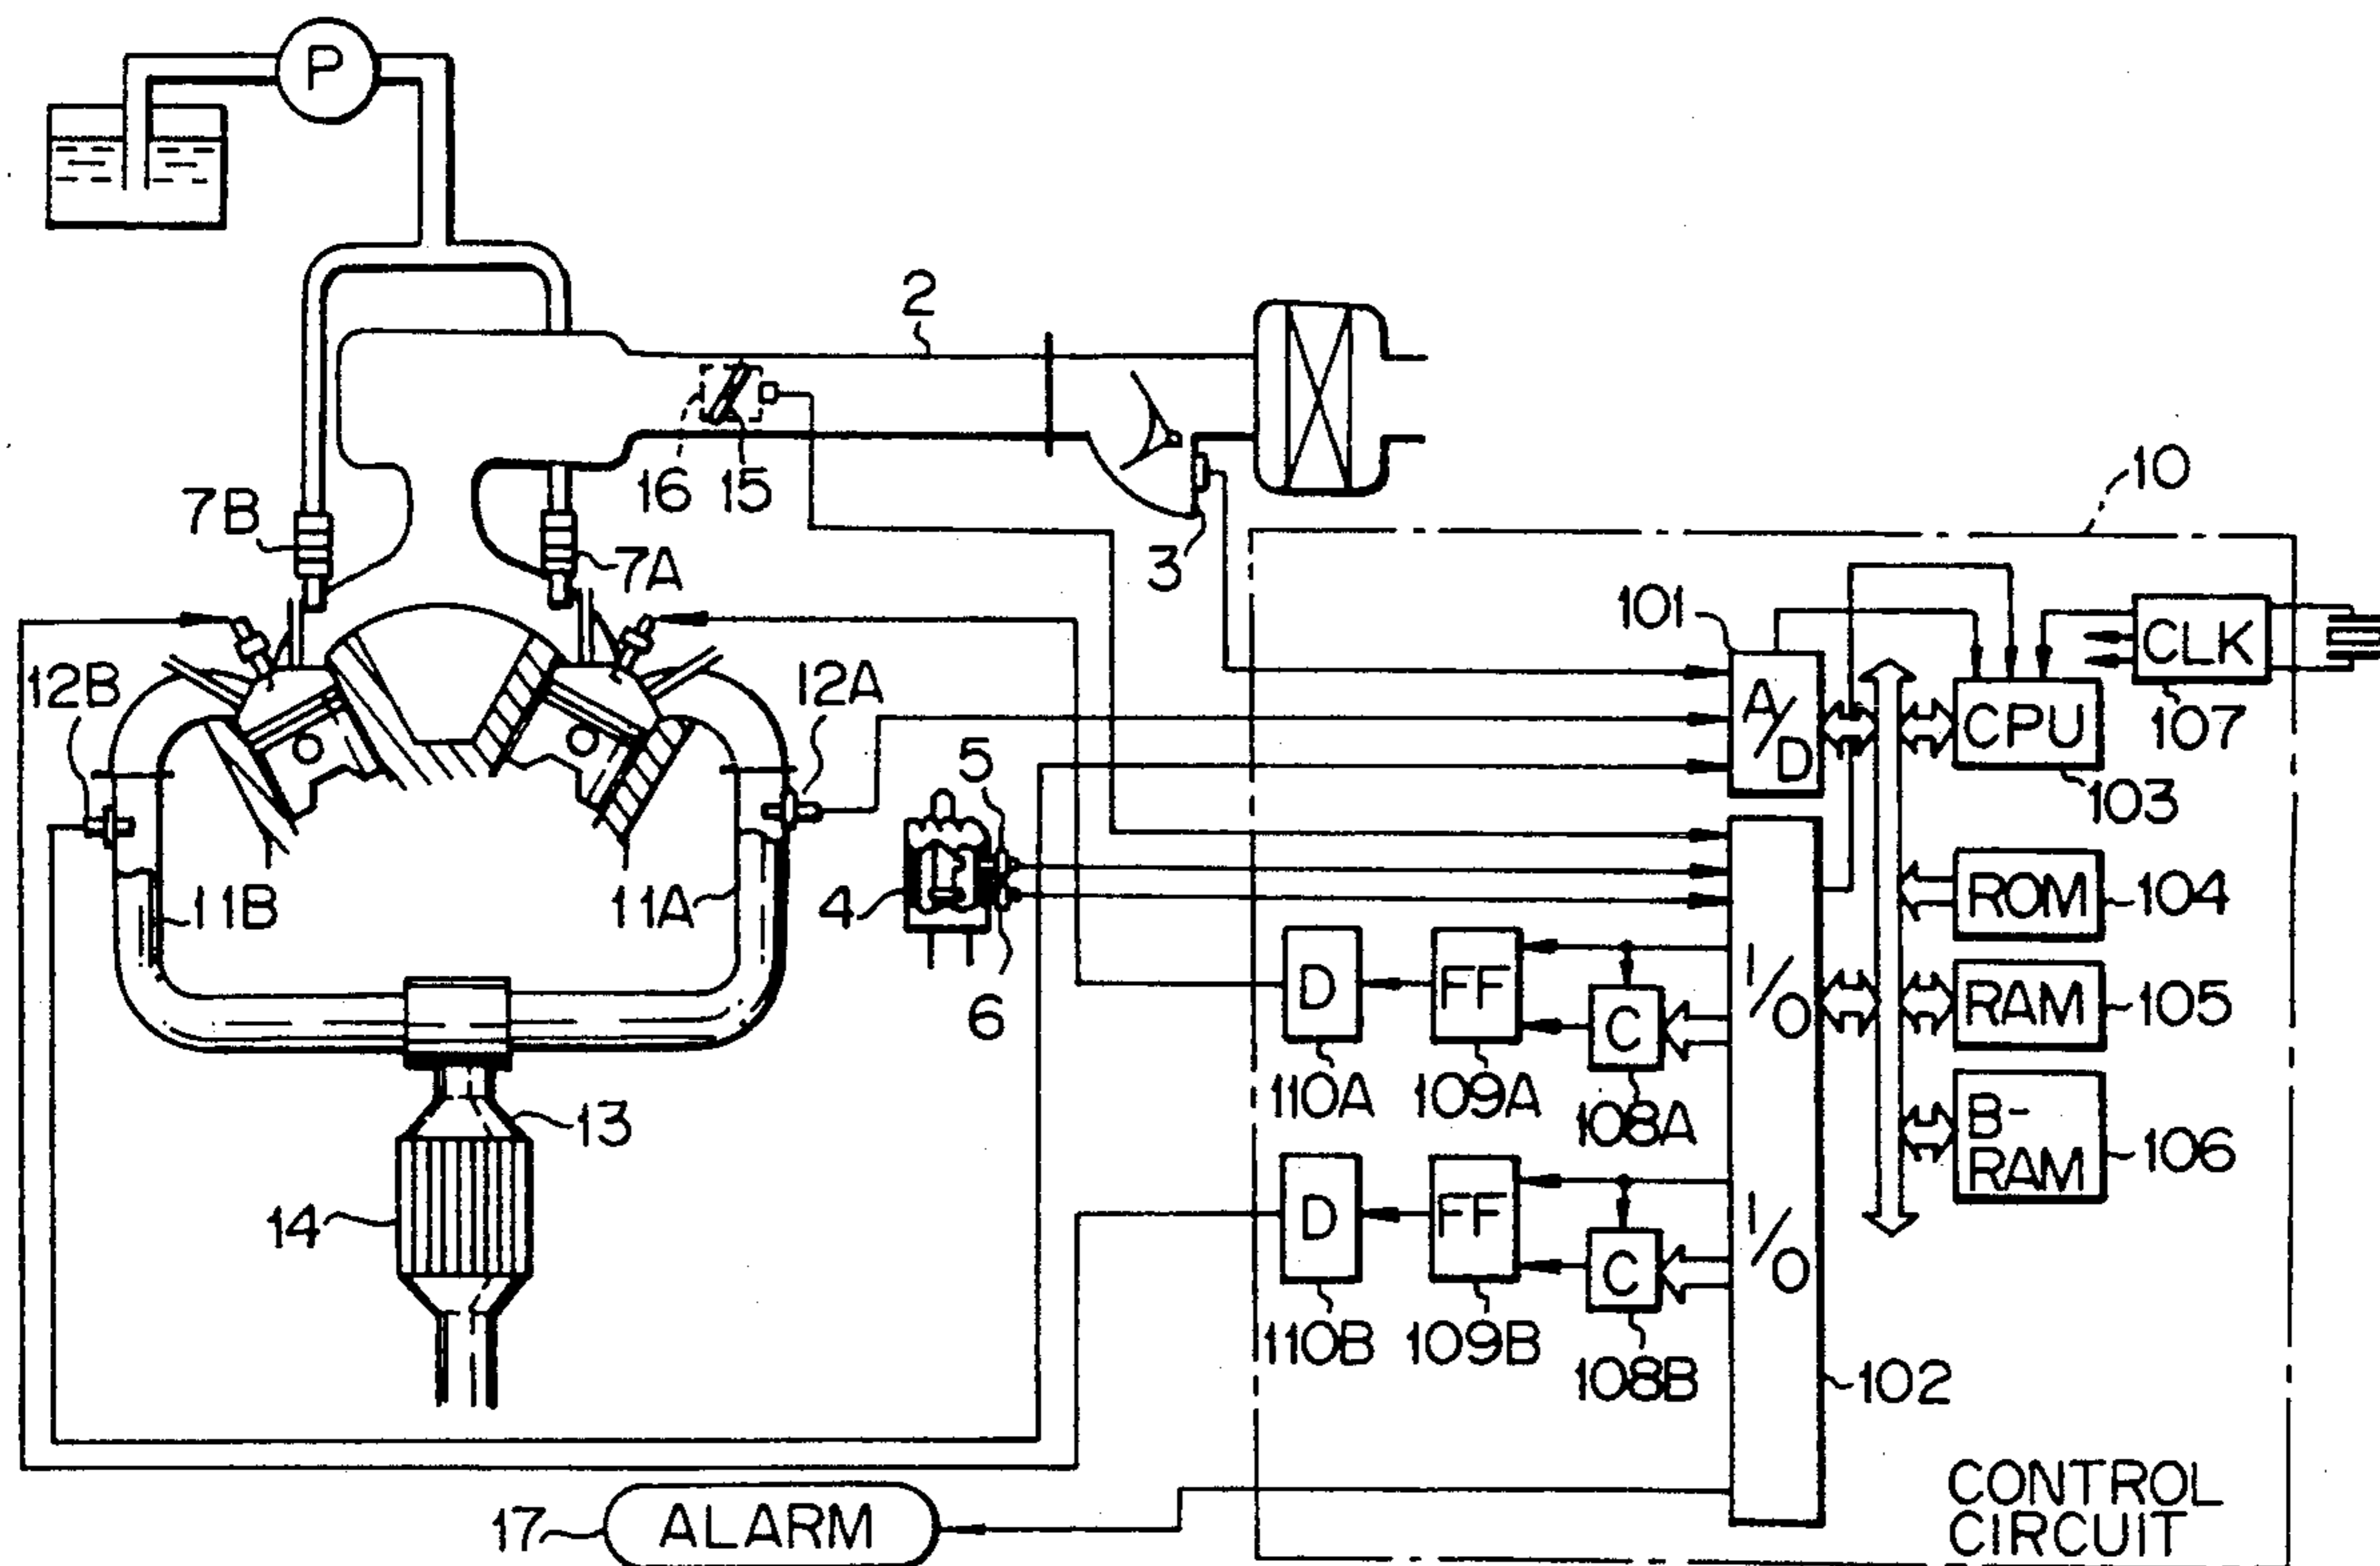 P
2
16
15
7B
7A
3
10
101
CLK
107
12B
12A
A/D
CPU
103
5
4
6
11B
11A
ROM
104
D
FF
I/O
RAM
105
C
110A
109A
108A
13
B-
RAM
106
14
D
FF
I/O
C
110B
109B
108B
102
17
ALARM
CONTROL
CIRCUIT